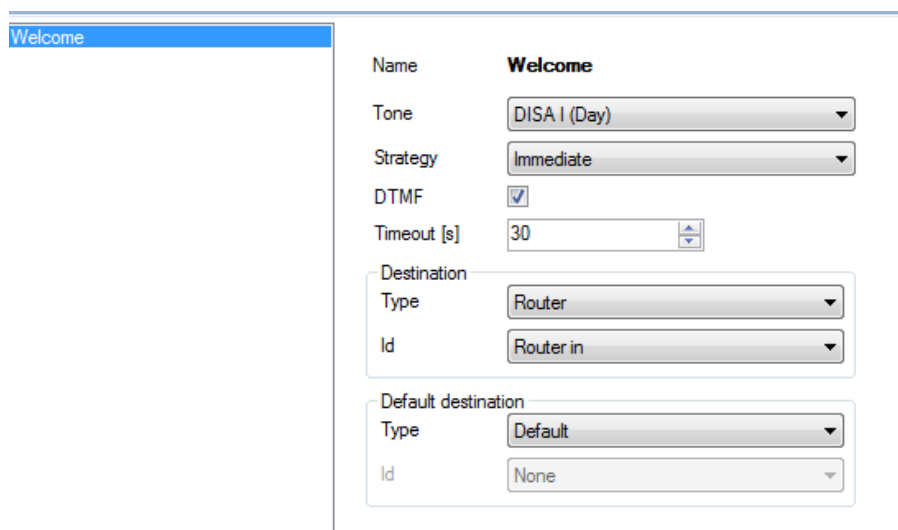 Welcome
Name Welcome
Tone DISA I (Day)
Strategy Immediate
DTMF
Timeout [s] 30
Destination
Type Router
Id Router in
Default destination
Type Default
Id None